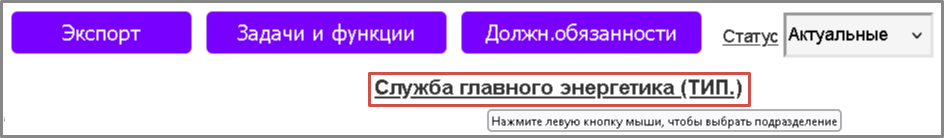 Экспорт Задачи и функции Должн.обязанности Статус Актуальные
Служба главного энергетика (ТИП.)
Нажмите левую кнопку мыши, чтобы выбрать подразделение